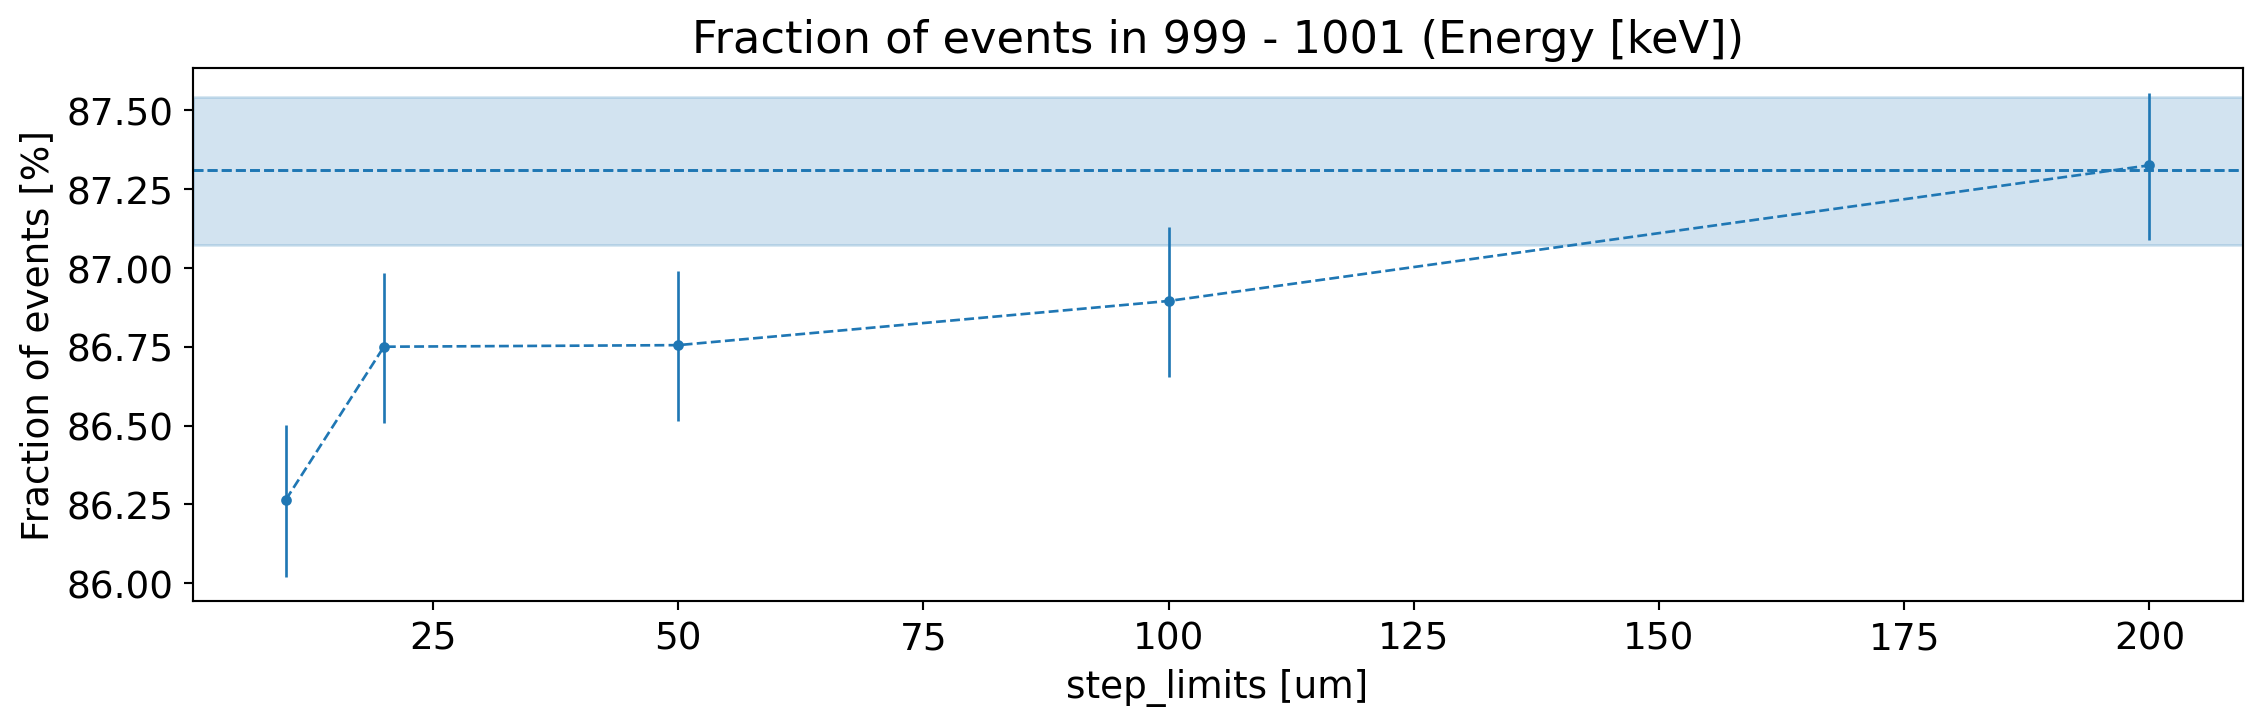 Fraction of events in 999 - 1001 (Energy [keV])
Fraction of events [%]
87.50
87.25
87.00
86.75
86.50
86.25
86.00
25 50 75 100 125 150 175 200
step_limits [um]